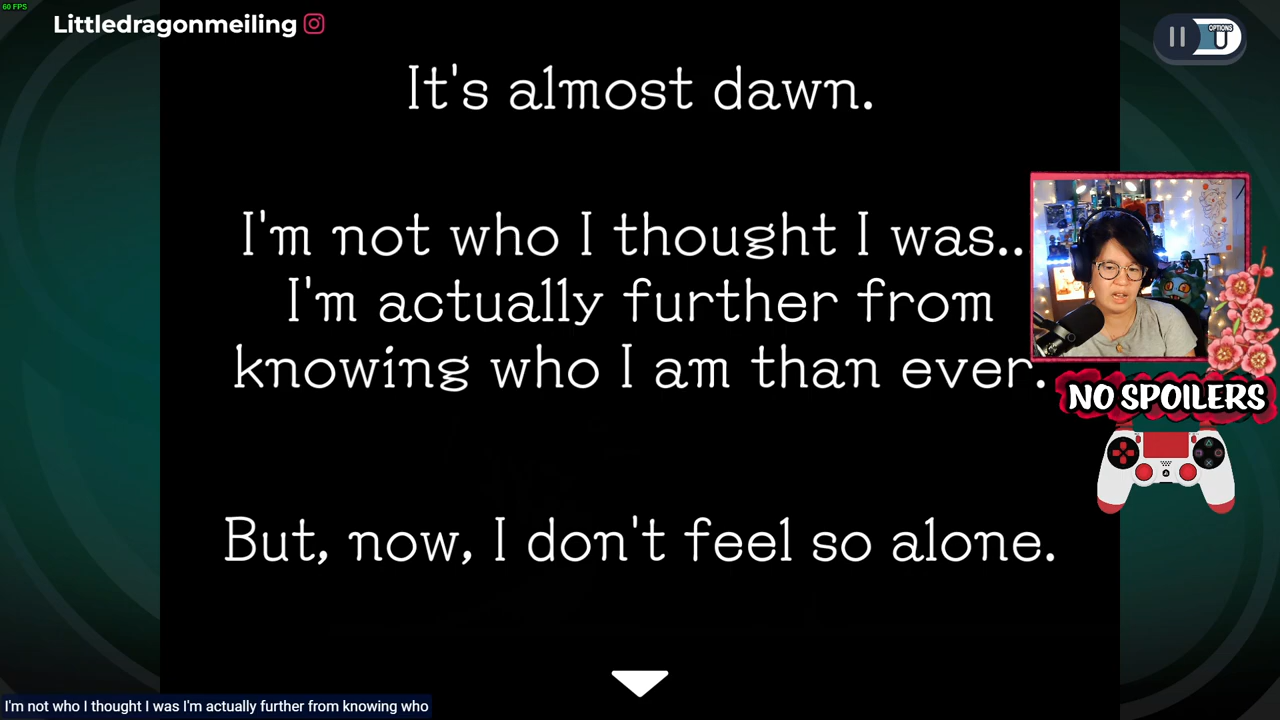 60 FPS
Littledragonmeiling
OPTIONS
It's almost dawn.
I'm not who I thought I was..
I'm actually further from
knowing who I am than ever.
NO SPOILERS
But, now, I don't feel so alone.
I'm not who I thought I was I'm actually further from knowing who